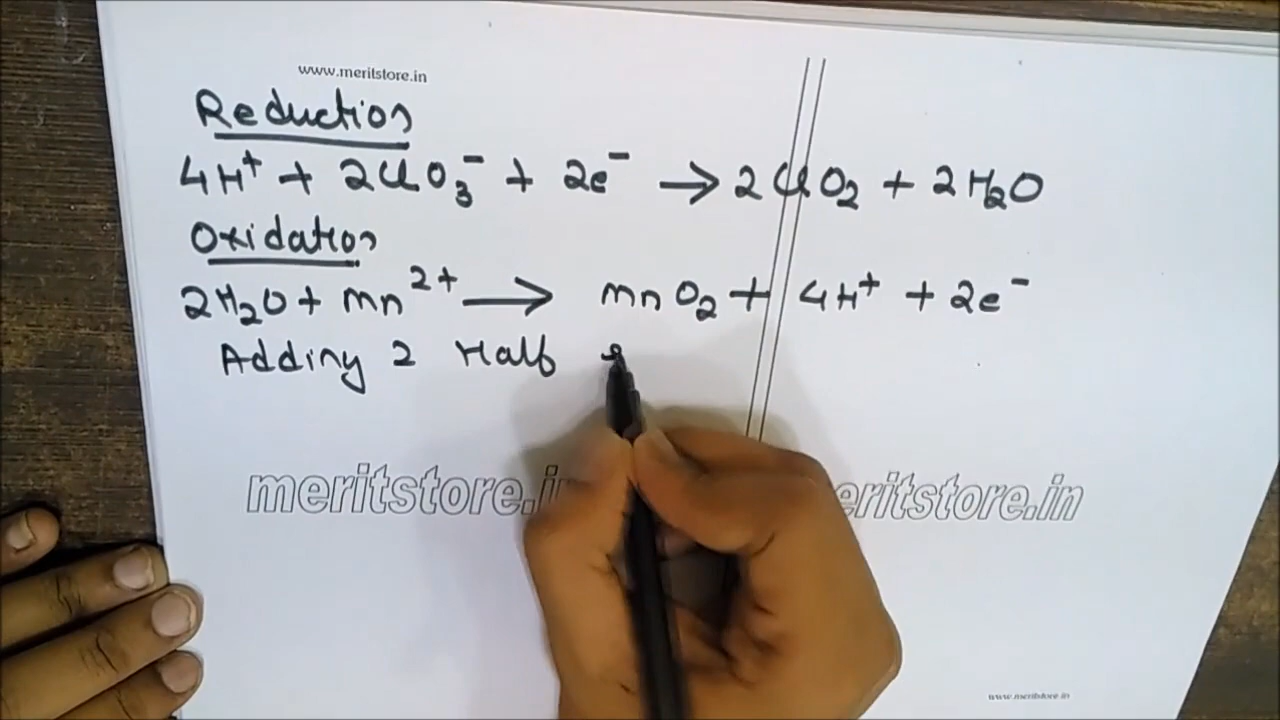 www.meritstore.in
Reduction
4H⁺ + 2ClO₃⁻ + 2e⁻ → 2ClO₂ + 2H₂O
Oxidation
2H₂O + mn²⁺ → mnO₂ + 4H⁺ + 2e⁻
Adding 2 Half
meritstore.in eritstore.in
www.meritstore.in